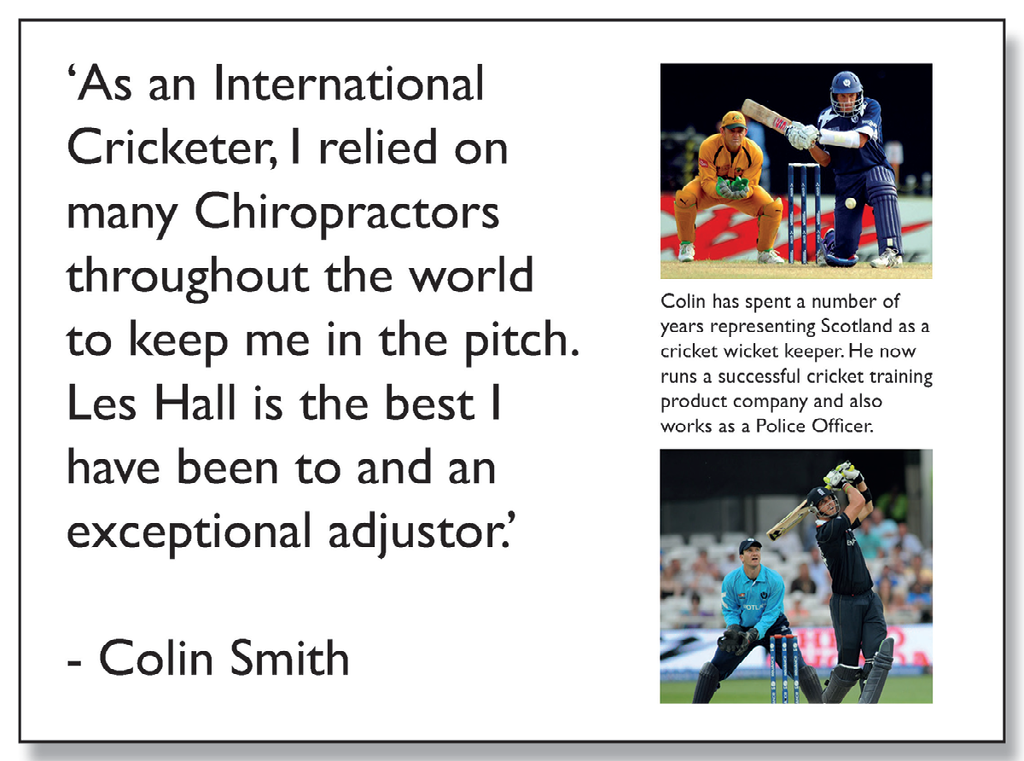 ‘As an International
Cricketer, I relied on
many Chiropractors
throughout the world
to keep me in the pitch.
Les Hall is the best I
have been to and an
exceptional adjustor.’
- Colin Smith
Colin has spent a number of
years representing Scotland as a
cricket wicket keeper. He now
runs a successful cricket training
product company and also
works as a Police Officer.